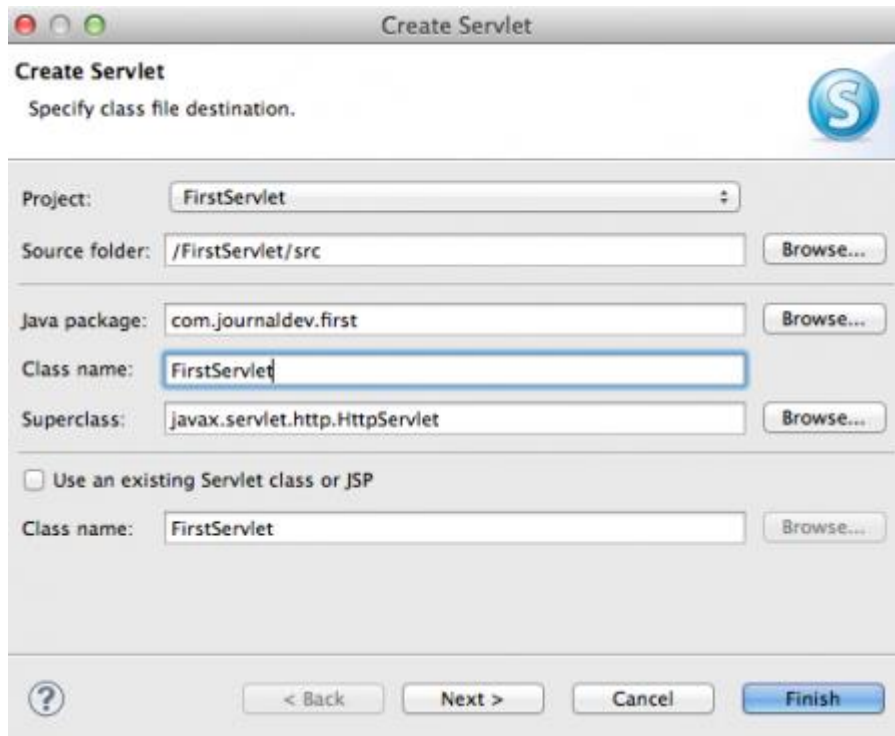 Create Servlet
Create Servlet
Specify class file destination.
S
Project: FirstServlet
Source folder: /FirstServlet/src Browse...
Java package: com.journaldev.first Browse...
Class name: FirstServlet
Superclass: javax.servlet.http.HttpServlet Browse...
Use an existing Servlet class or JSP
Class name: FirstServlet Browse...
? < Back Next > Cancel Finish